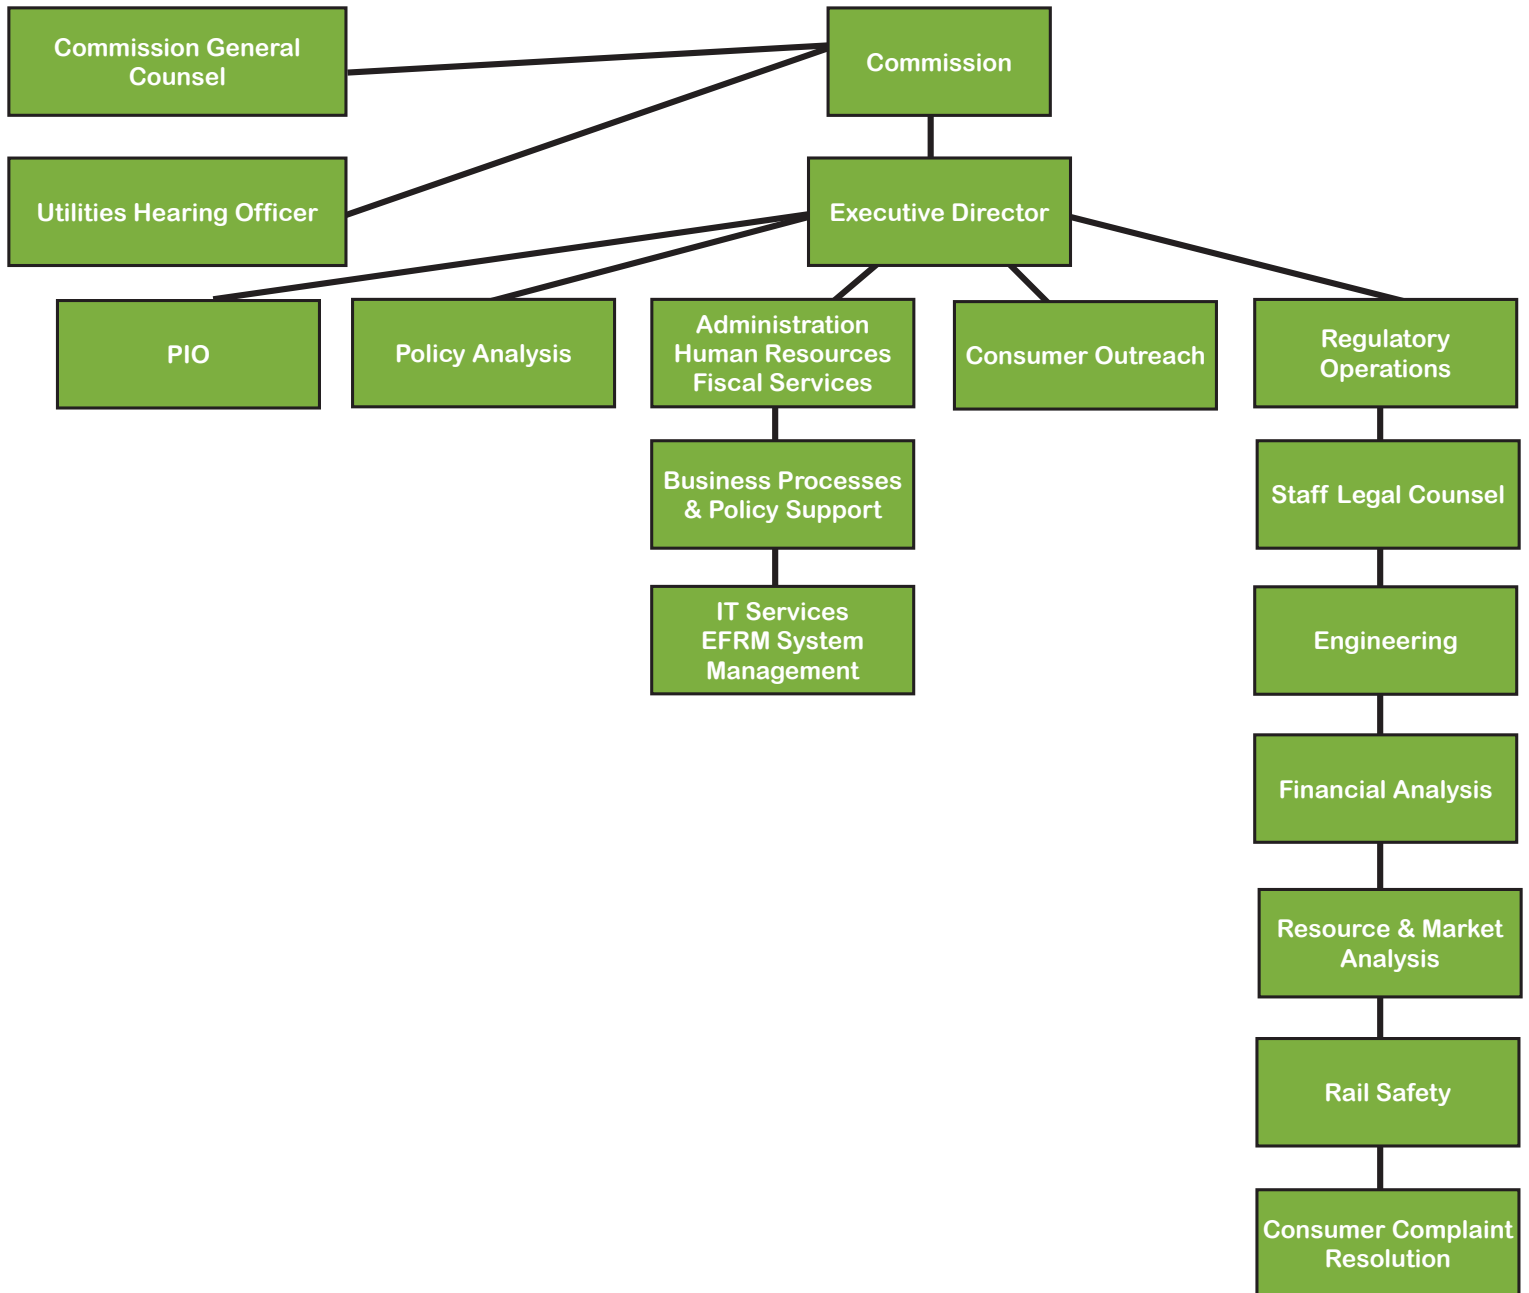 Commission General
Counsel
Commission
Utilities Hearing Officer
Executive Director
PIO
Policy Analysis
Administration
Human Resources
Fiscal Services
Consumer Outreach
Regulatory
Operations
Business Processes
& Policy Support
Staff Legal Counsel
IT Services
EFRM System
Management
Engineering
Financial Analysis
Resource & Market
Analysis
Rail Safety
Consumer Complaint
Resolution